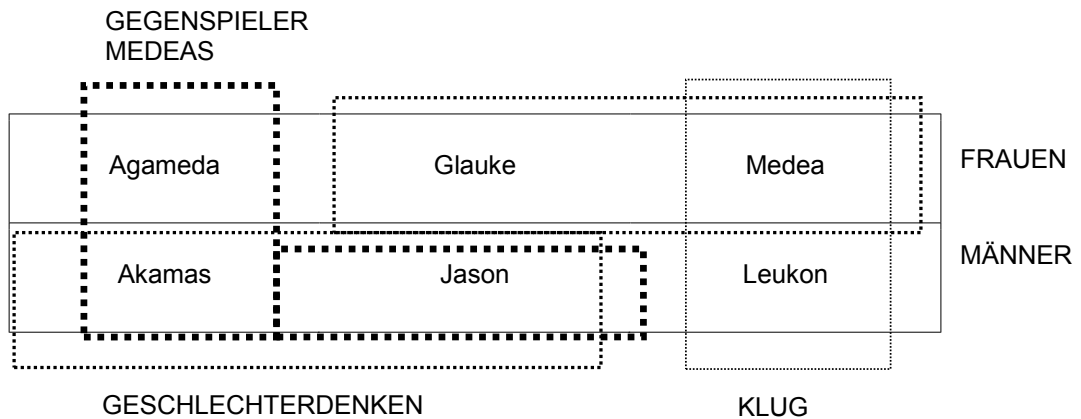 GEGENSPIELER
MEDEAS
Agameda Glauke Medea FRAUEN
Akamas Jason Leukon MÄNNER
GESCHLECHTERDENKEN KLUG